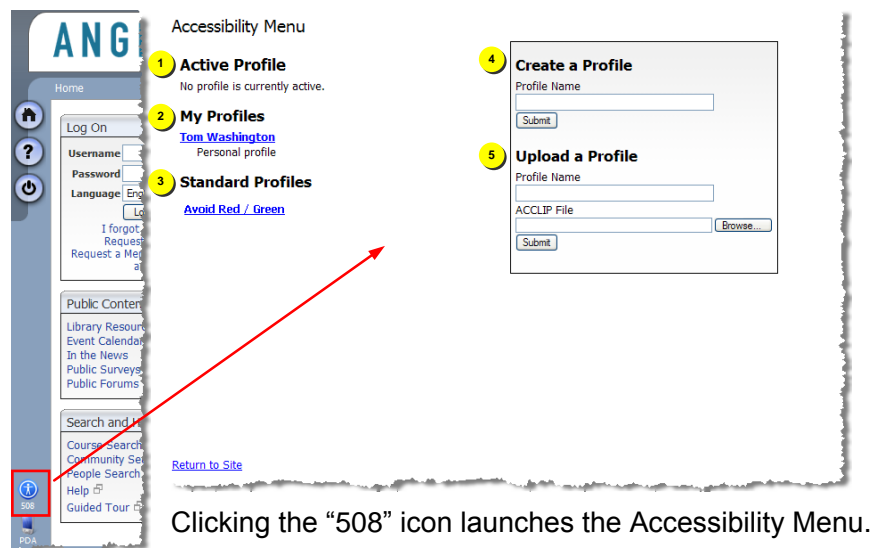 ANG
Home
Log On
Username
Password
Language Eng
Lo
I forgot
Request
Request a Mer
a
Public Conten
Library Resour
Event Calendar
In the News
Public Surveys
Public Forums
Search and H
Course Search
Community Se
People Search
Help
Guided Tour
508
PDA
Accessibility Menu
1 Active Profile
No profile is currently active.
2 My Profiles
Tom Washington
Personal profile
3 Standard Profiles
Avoid Red / Green
4 Create a Profile
Profile Name
Submit
5 Upload a Profile
Profile Name
ACCLIP File
Browse...
Submit
Return to Site
Clicking the “508” icon launches the Accessibility Menu.